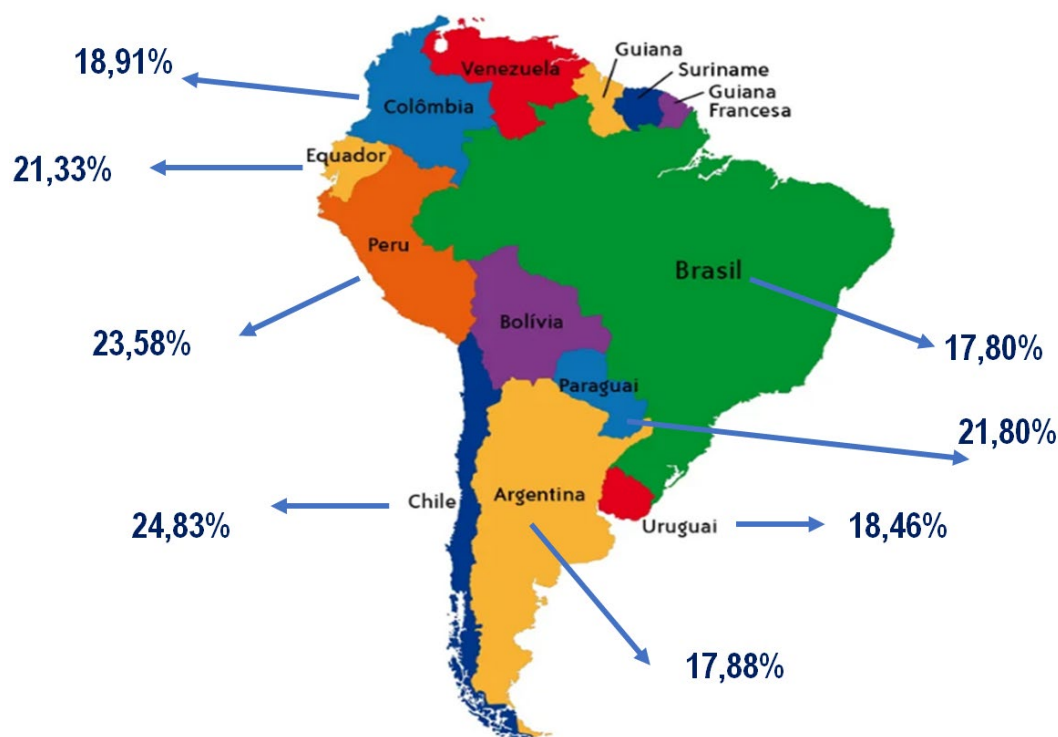 Guiana
18,91%
Venezuela
Suriname
Guiana
Francesa
Colômbia
Equador
21,33%
Peru
Brasil
Bolívia
23,58%
17,80%
Paraguai
21,80%
Chile
Argentina
24,83%
Uruguai
18,46%
17,88%